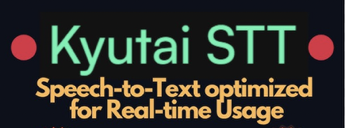 Kyutai STT
Speech-to-Text optimized
for Real-time Usage